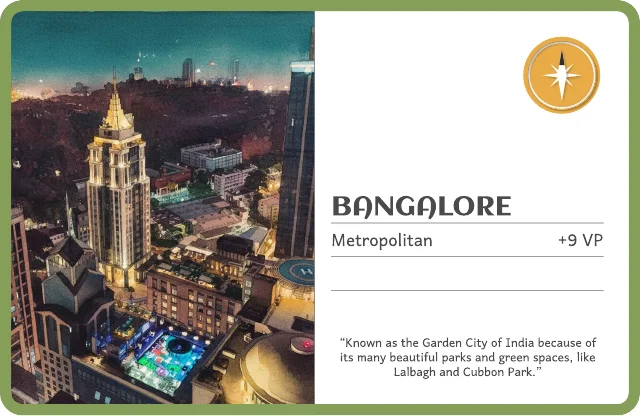 BANGALORE
Metropolitan +9 VP
“Known as the Garden City of India because of
its many beautiful parks and green spaces, like
Lalbagh and Cubbon Park.”